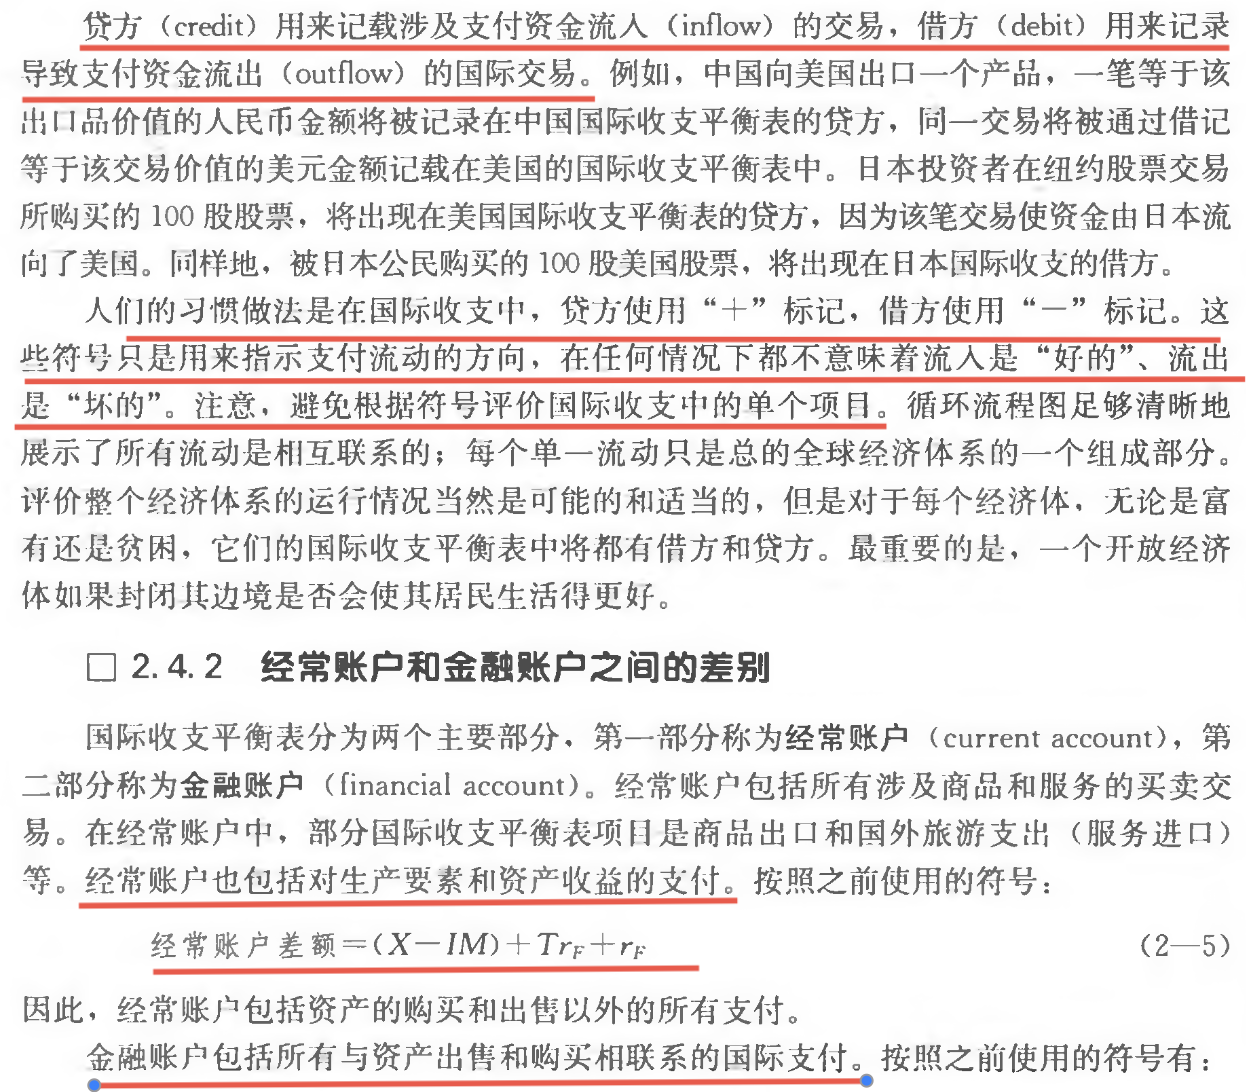 贷方（credit）用来记载涉及支付资金流入（inflow）的交易，借方（debit）用来记录
导致支付资金流出（outflow）的国际交易。例如，中国向美国出口一个产品，一笔等于该
出口品价值的人民币金额将被记录在中国国际收支平衡表的贷方，同一交易将被通过借记
等于该交易价值的美元金额记载在美国的国际收支平衡表中。日本投资者在纽约股票交易
所购买的 100 股股票，将出现在美国国际收支平衡表的贷方，因为该笔交易使资金由日本流
向了美国。同样地，被日本公民购买的 100 股美国股票，将出现在日本国际收支的借方。
人们的习惯做法是在国际收支中，贷方使用“＋”标记，借方使用“－”标记。这
些符号只是用来指示支付流动的方向，在任何情况下都不意味着流入是“好的”、流出
是“坏的”。注意，避免根据符号评价国际收支中的单个项目。循环流程图足够清晰地
展示了所有流动是相互联系的；每个单一流动只是总的全球经济体系的一个组成部分。
评价整个经济体系的运行情况当然是可能的和适当的，但是对于每个经济体，无论是富
有还是贫困，它们的国际收支平衡表中将都有借方和贷方。最重要的是，一个开放经济
体如果封闭其边境是否会使其居民生活得更好。
□ 2.4.2 经常账户和金融账户之间的差别
国际收支平衡表分为两个主要部分，第一部分称为经常账户（current account），第
二部分称为金融账户（financial account）。经常账户包括所有涉及商品和服务的买卖交
易。在经常账户中，部分国际收支平衡表项目是商品出口和国外旅游支出（服务进口）
等。经常账户也包括对生产要素和资产收益的支付。按照之前使用的符号：
经常账户差额＝(X－IM)＋Tr_F＋r_F （2—5）
因此，经常账户包括资产的购买和出售以外的所有支付。
金融账户包括所有与资产出售和购买相联系的国际支付。按照之前使用的符号有：